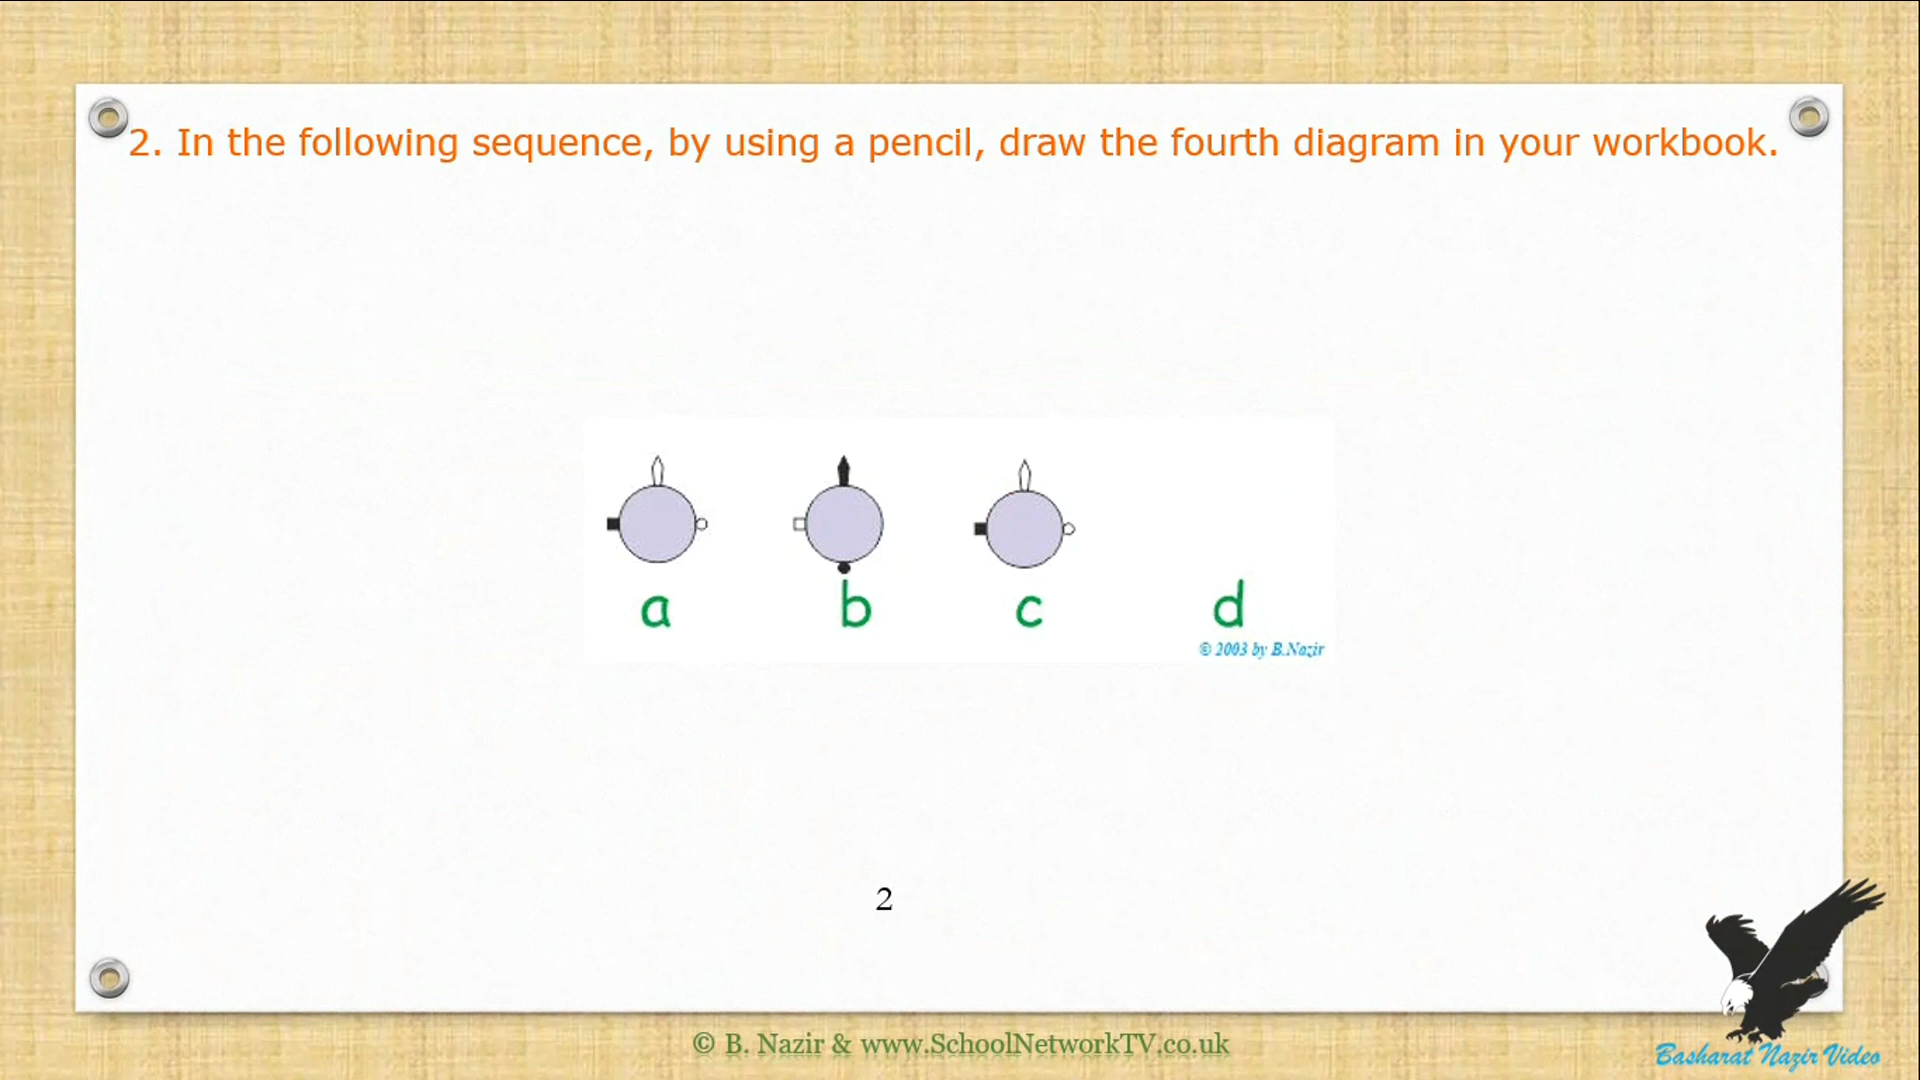 2. In the following sequence, by using a pencil, draw the fourth diagram in your workbook.
a b c d
© 2003 by B.Nazir
2
© B. Nazir & www.SchoolNetworkTV.co.uk
Basharat Nazir Video